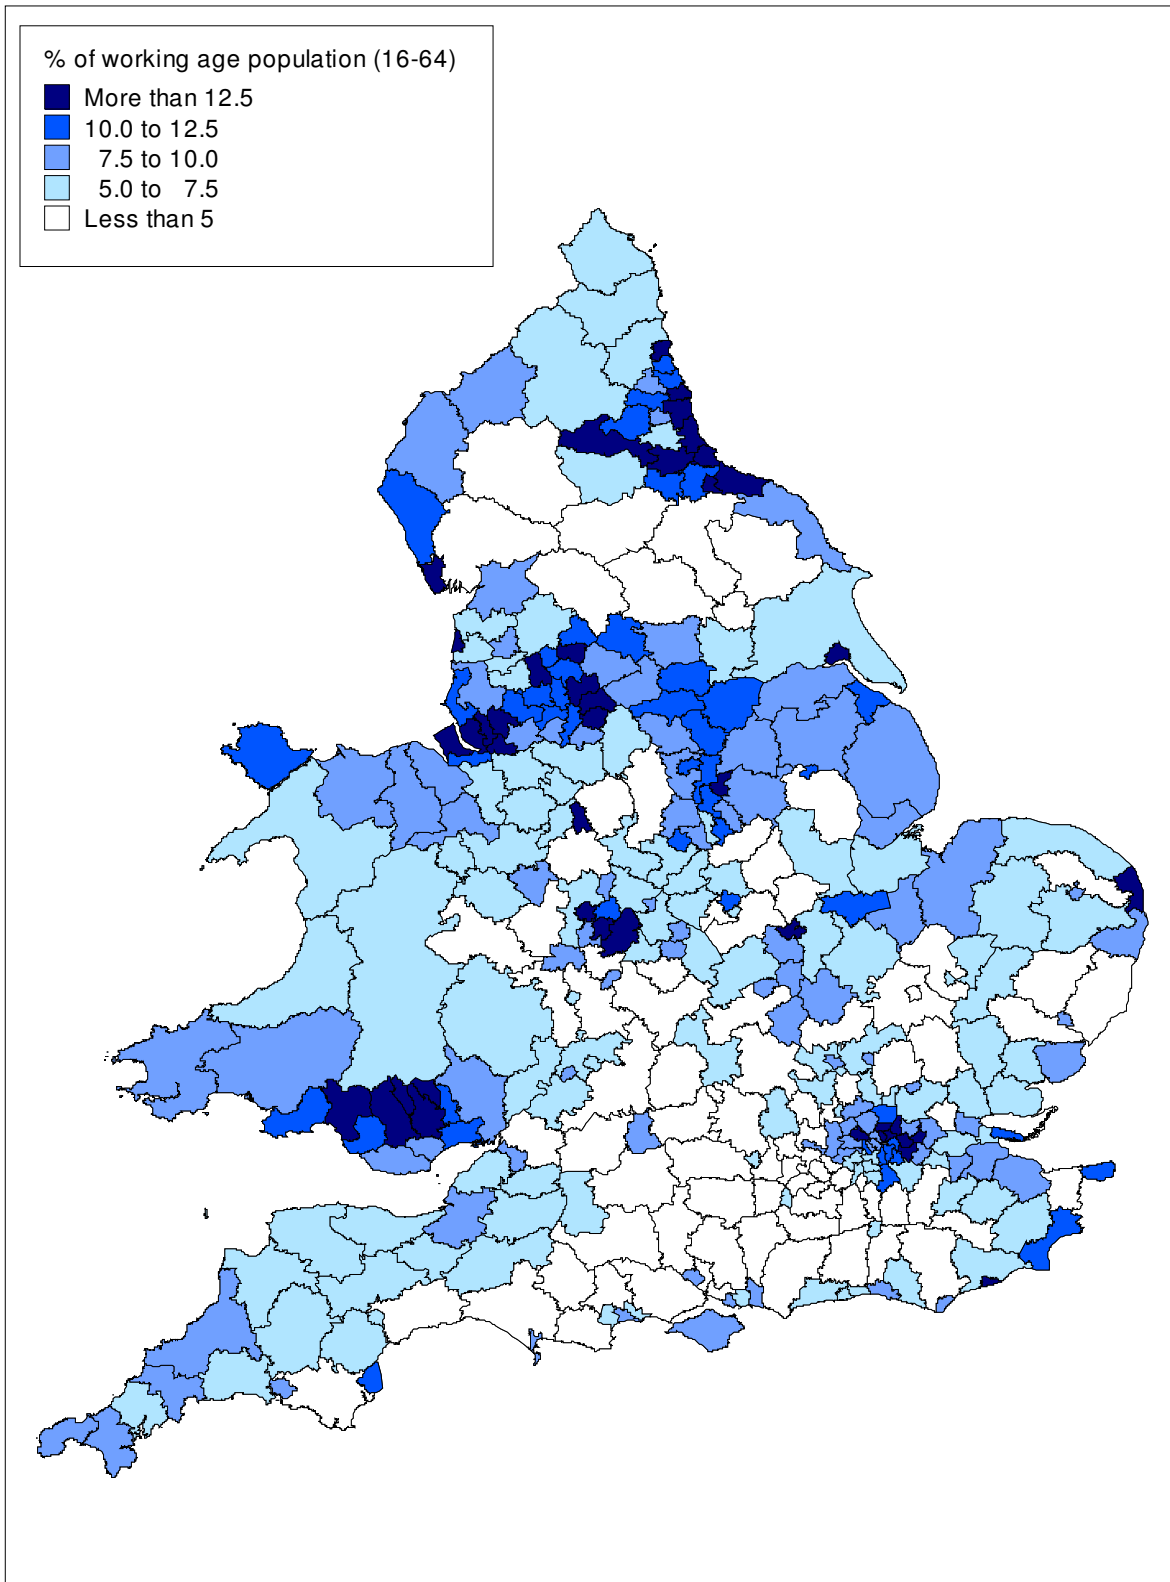 % of working age population (16-64)
More than 12.5
10.0 to 12.5
7.5 to 10.0
5.0 to 7.5
Less than 5